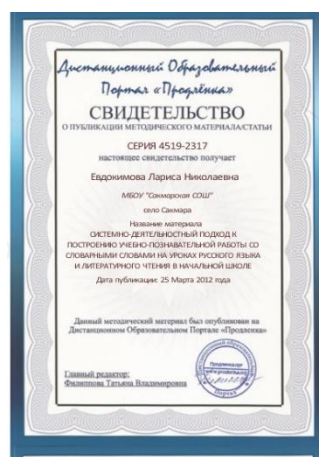 Дистанционный Образовательный
Портал «Продлёнка»
СВИДЕТЕЛЬСТВО
О ПУБЛИКАЦИИ МЕТОДИЧЕСКОГО МАТЕРИАЛА/СТАТЬИ
СЕРИЯ 4519-2317
настоящее свидетельство получает
Евдокимова Лариса Николаевна
МБОУ "Сакмарская СОШ"
село Сакмара
Название материала
СИСТЕМНО-ДЕЯТЕЛЬНОСТНЫЙ ПОДХОД К
ПОСТРОЕНИЮ УЧЕБНО-ПОЗНАВАТЕЛЬНОЙ РАБОТЫ СО
СЛОВАРНЫМИ СЛОВАМИ НА УРОКАХ РУССКОГО ЯЗЫКА
И ЛИТЕРАТУРНОГО ЧТЕНИЯ В НАЧАЛЬНОЙ ШКОЛЕ
Дата публикации: 25 Марта 2012 года
Данный методический материал был опубликован на
Дистанционном Образовательном Портале «Продленка»
Главный редактор:
Филиппова Татьяна Владимировна
Портал